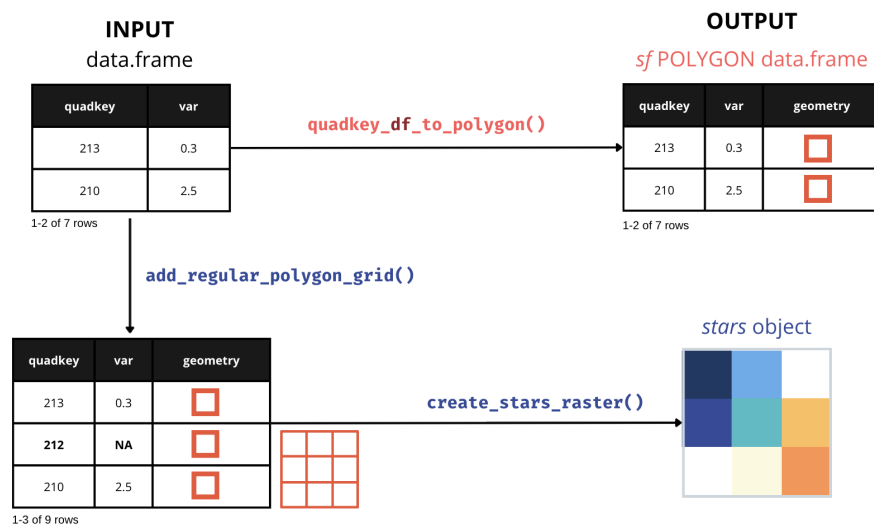 INPUT
data.frame
quadkey var
213 0.3
210 2.5
1-2 of 7 rows
quadkey_df_to_polygon()
OUTPUT
sf POLYGON data.frame
quadkey var geometry
213 0.3
210 2.5
1-2 of 7 rows
add_regular_polygon_grid()
quadkey var geometry
213 0.3
212 NA
210 2.5
1-3 of 9 rows
create_stars_raster()
stars object